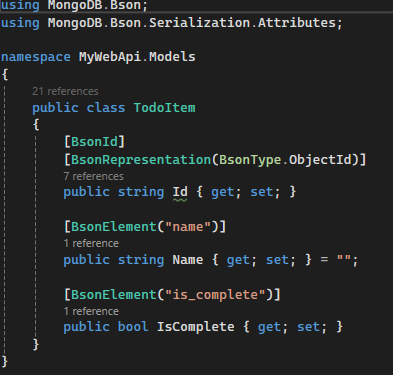 using MongoDB.Bson;
using MongoDB.Bson.Serialization.Attributes;
namespace MyWebApi.Models
{
21 references
public class TodoItem
{
[BsonId]
[BsonRepresentation(BsonType.ObjectId)]
7 references
public string Id { get; set; }
[BsonElement("name")]
1 reference
public string Name { get; set; } = "";
[BsonElement("is_complete")]
1 reference
public bool IsComplete { get; set; }
}
}